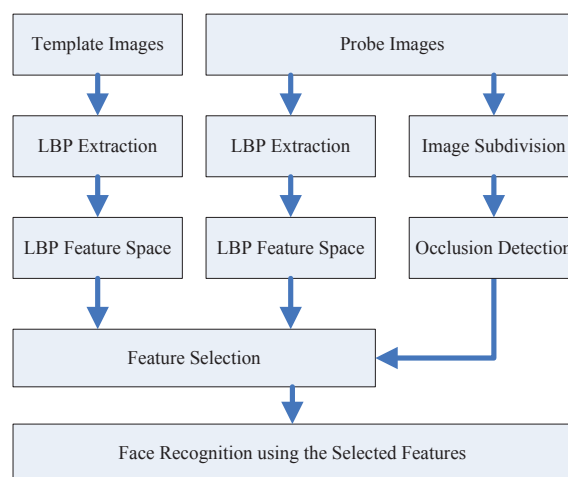 Template Images
Probe Images
LBP Extraction
LBP Extraction
Image Subdivision
LBP Feature Space
LBP Feature Space
Occlusion Detection
Feature Selection
Face Recognition using the Selected Features